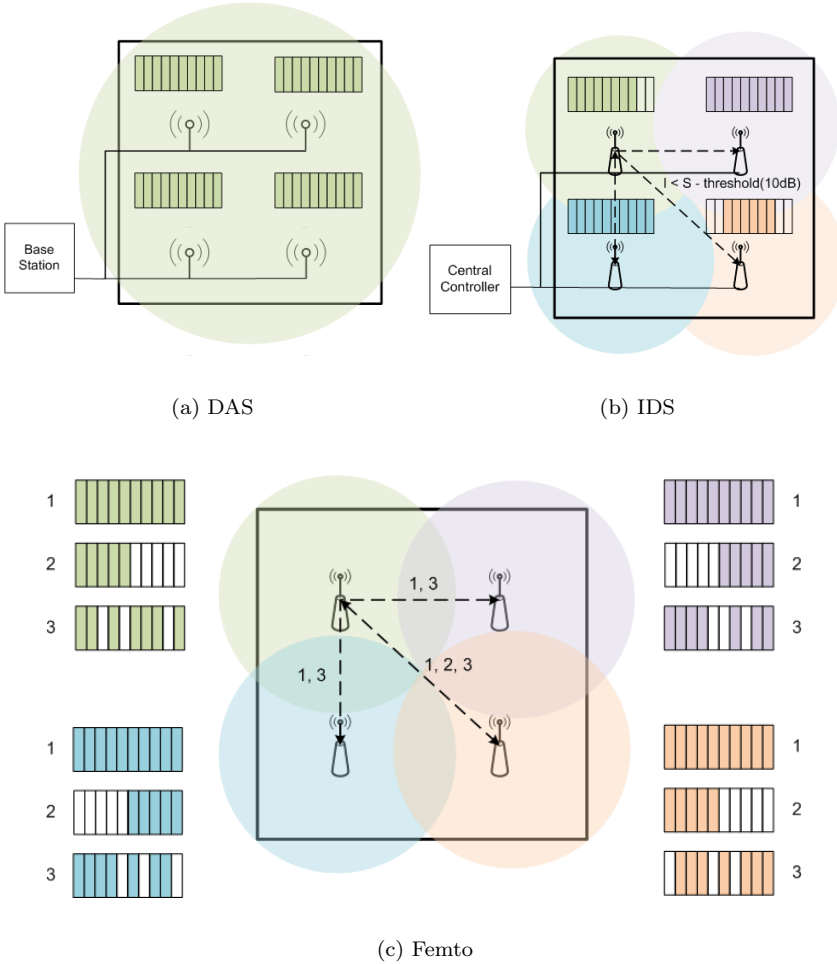 Base
Station
I < S - threshold(10dB)
Central
Controller
(a) DAS
(b) IDS
1
2
3
1
2
3
1, 3
1, 3
1, 2, 3
1
2
3
1
2
3
(c) Femto